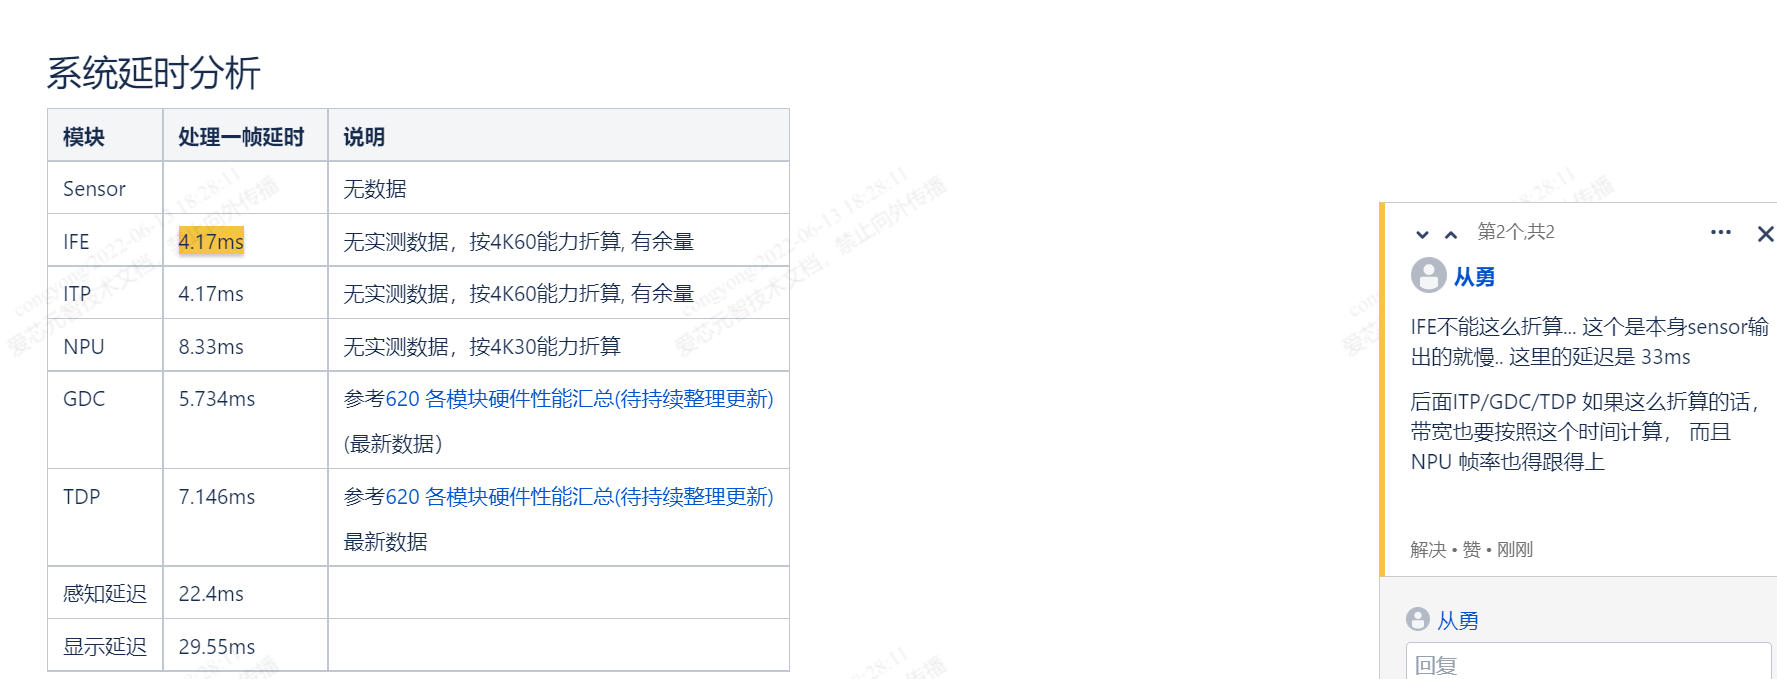 系统延时分析
模块 处理一帧延时 说明
Sensor 无数据
IFE 4.17ms 无实测数据，按4K60能力折算, 有余量
ITP 4.17ms 无实测数据，按4K60能力折算, 有余量
NPU 8.33ms 无实测数据，按4K30能力折算
GDC 5.734ms 参考620 各模块硬件性能汇总(待持续整理更新)
(最新数据）
TDP 7.146ms 参考620 各模块硬件性能汇总(待持续整理更新)
最新数据
感知延迟 22.4ms
显示延迟 29.55ms
第2个,共2
从勇
IFE不能这么折算... 这个是本身sensor输
出的就慢.. 这里的延迟是 33ms
后面ITP/GDC/TDP 如果这么折算的话，
带宽也要按照这个时间计算， 而且
NPU 帧率也得跟得上
解决 • 赞 • 刚刚
从勇
回复
congyong/2022-06-13 18:28:11
爱芯元智技术文档，禁止向外传播